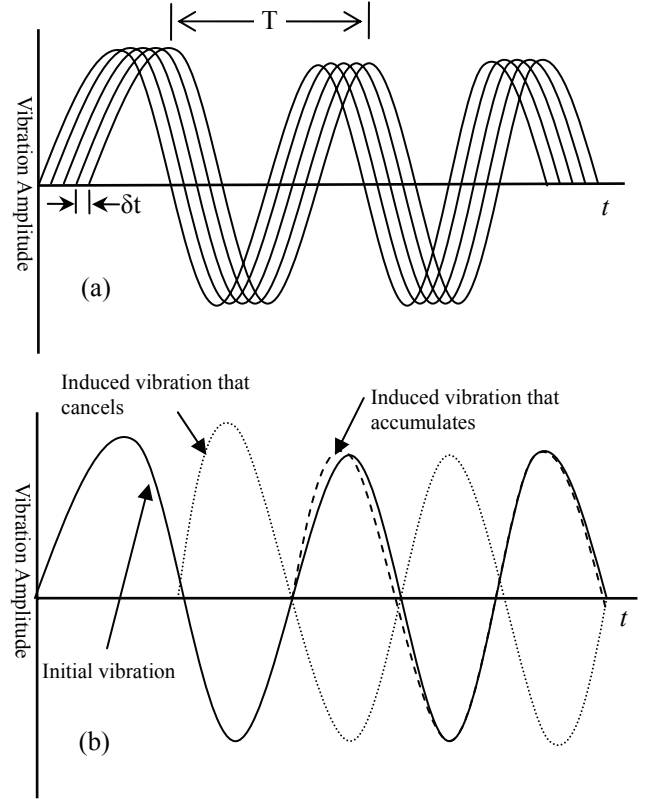 T
Vibration Amplitude
δt
t
(a)
Induced vibration that
cancels
Induced vibration that
accumulates
Vibration Amplitude
t
Initial vibration
(b)